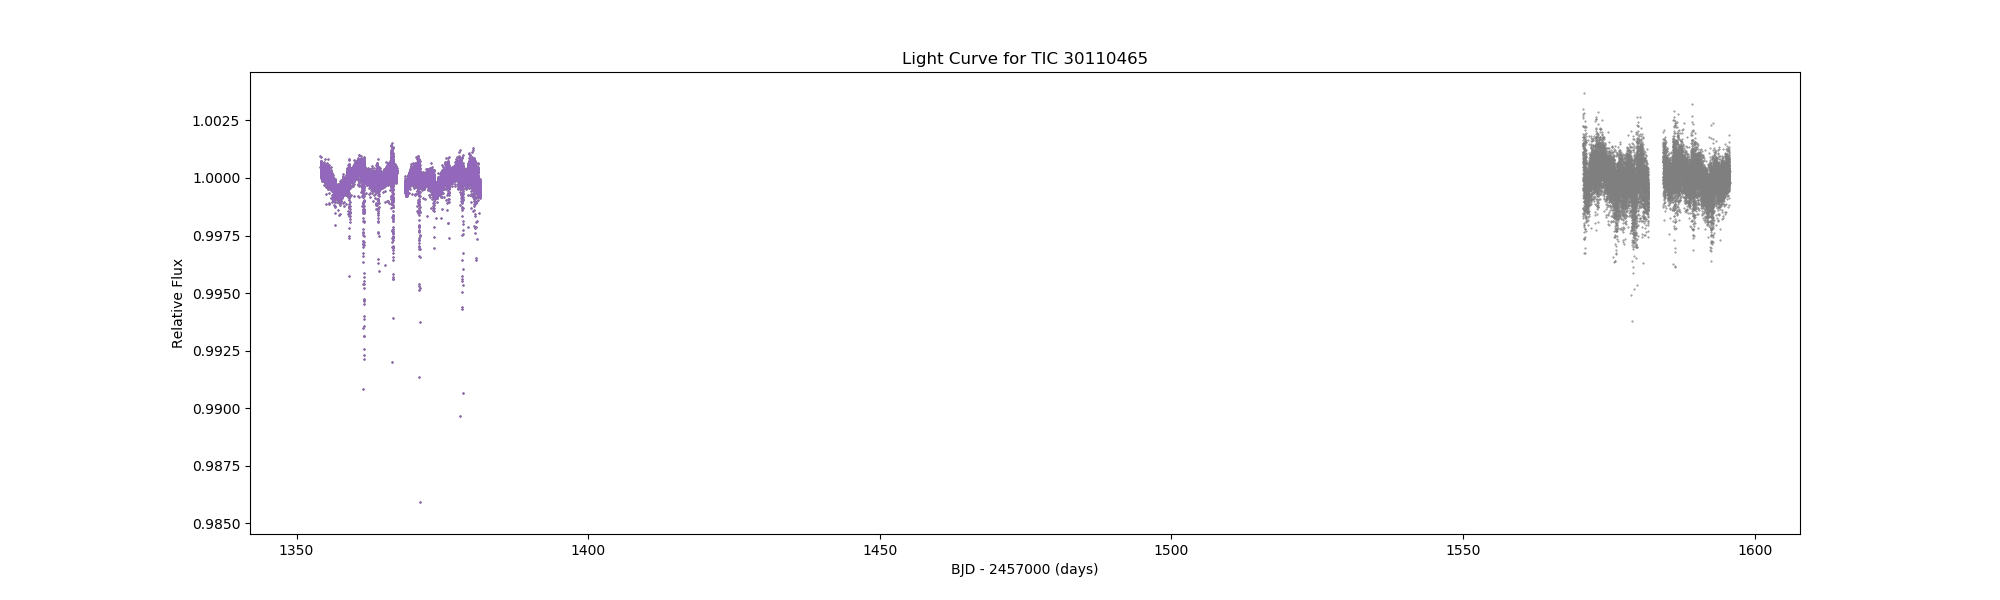 Light Curve for TIC 30110465
1.0025
1.0000
0.9975
0.9950
0.9925
0.9900
0.9875
0.9850
Relative Flux
1350 1400 1450 1500 1550 1600
BJD - 2457000 (days)